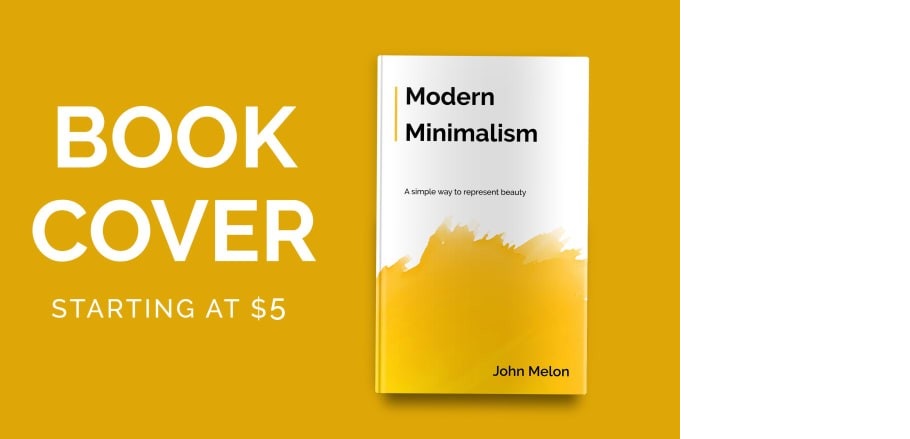 BOOK
COVER
STARTING AT $5
Modern
Minimalism
A simple way to represent beauty
John Melon